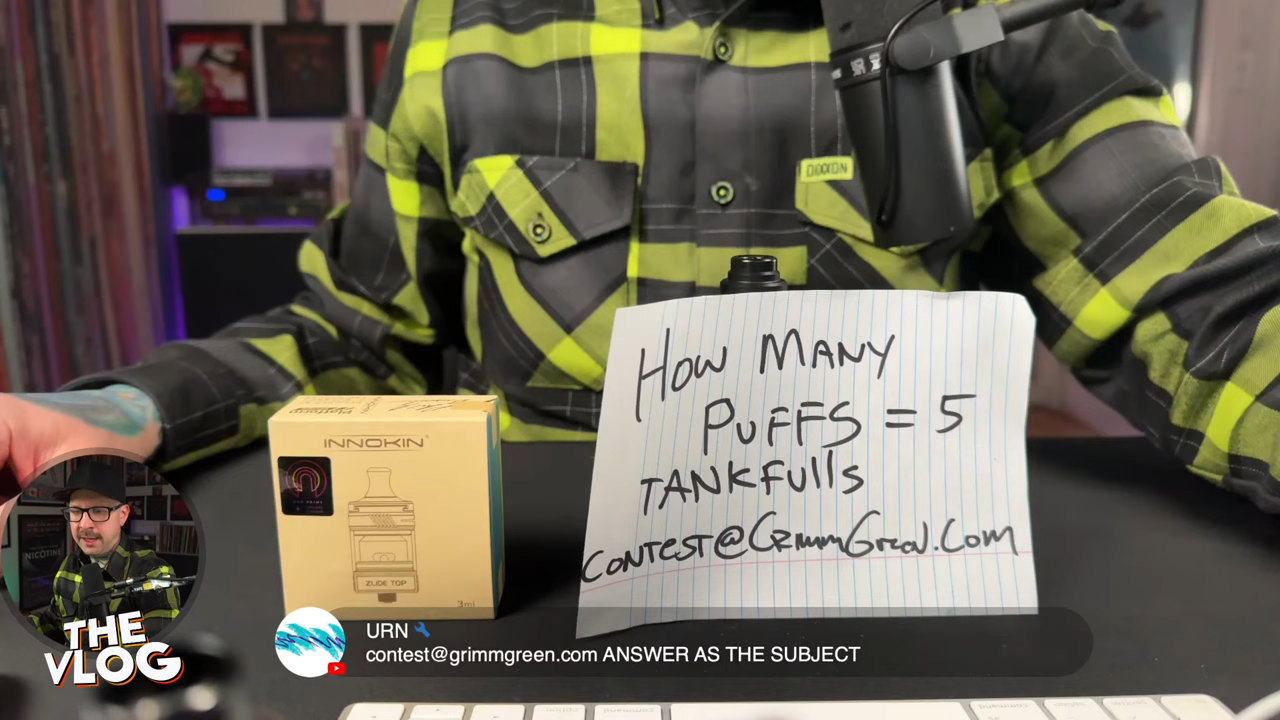 DIXXON
HOW MANY
PUFFS = 5
TANKFULLS
CONTEST@GRIMMGREEN.COM
INNOKIN
ZLIDE TOP
3ml
NICOTINE
THE
VLOG
URN
contest@grimmgreen.com ANSWER AS THE SUBJECT